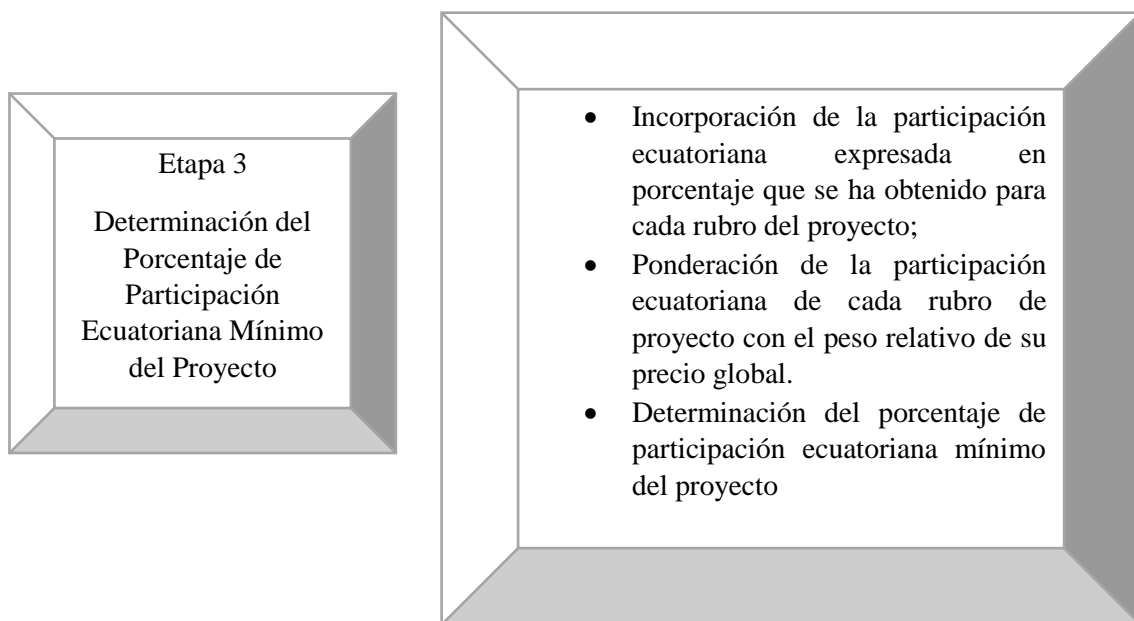 Etapa 3
Determinación del
Porcentaje de
Participación
Ecuatoriana Mínimo
del Proyecto
• Incorporación de la participación
ecuatoriana expresada en
porcentaje que se ha obtenido para
cada rubro del proyecto;
• Ponderación de la participación
ecuatoriana de cada rubro de
proyecto con el peso relativo de su
precio global.
• Determinación del porcentaje de
participación ecuatoriana mínimo
del proyecto